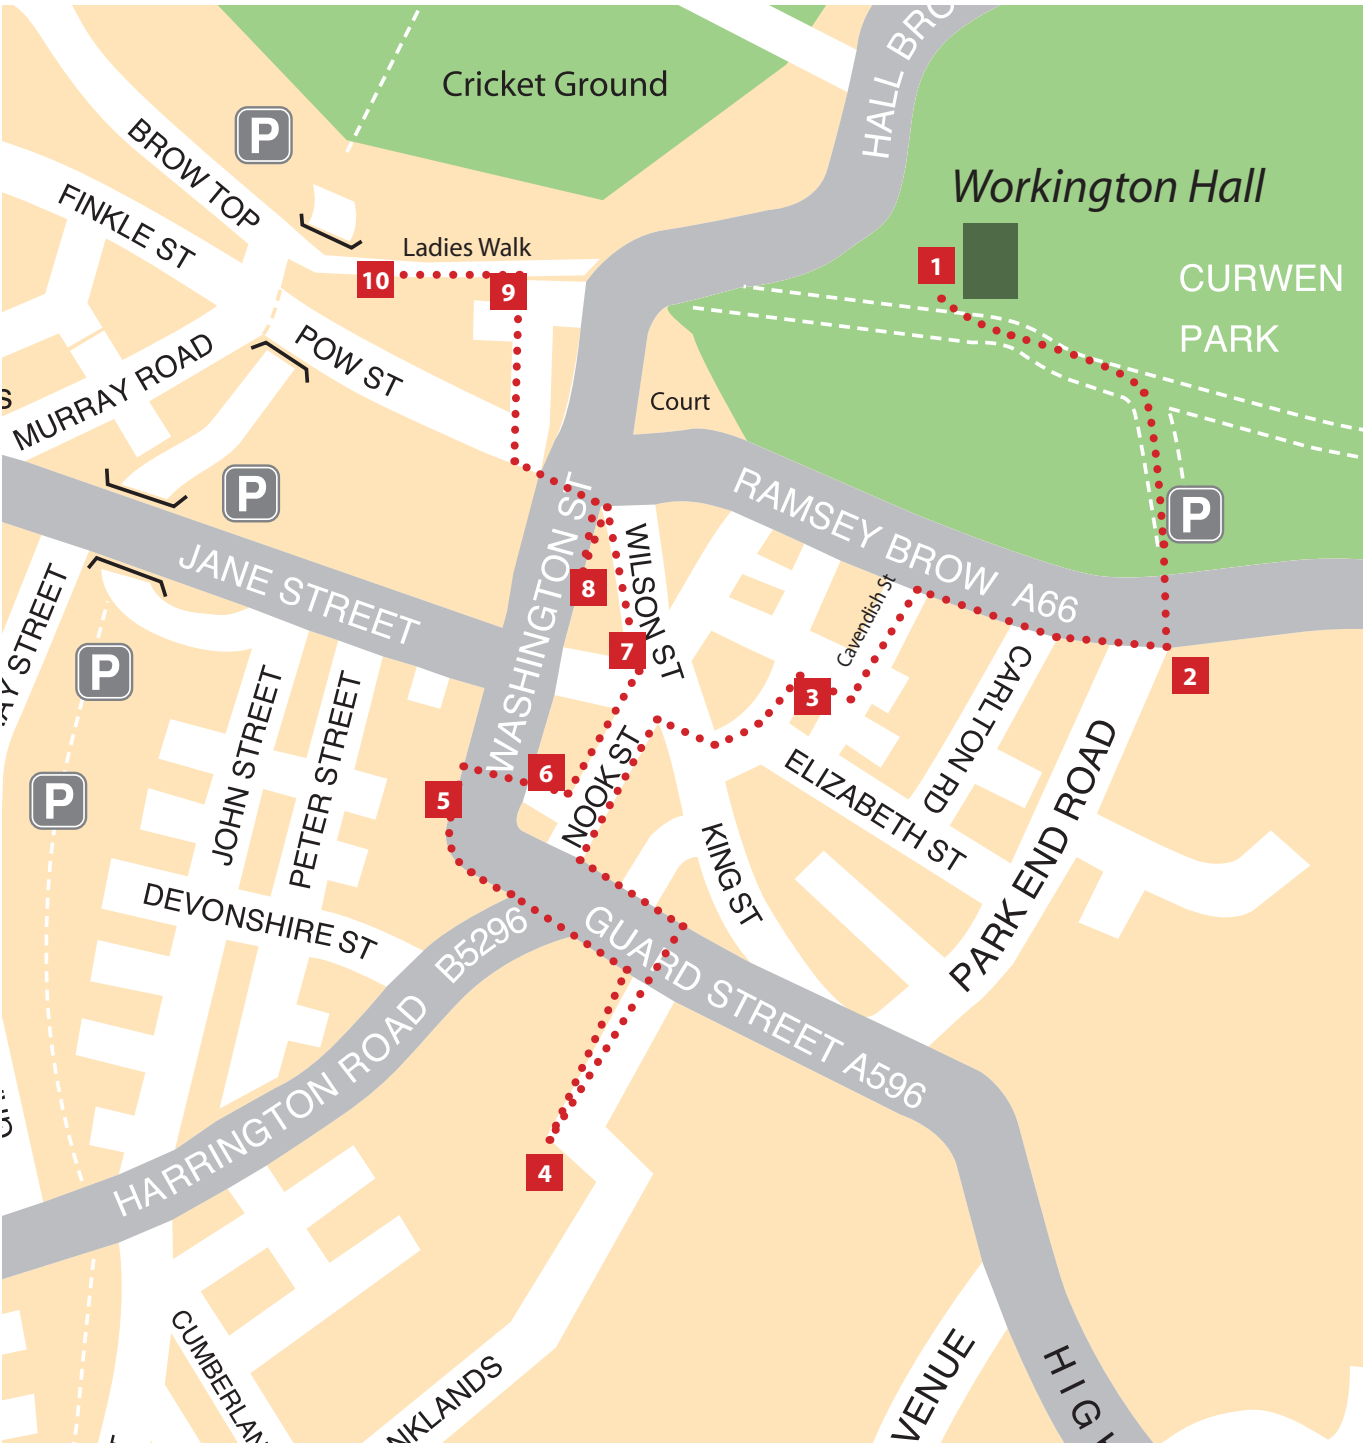 HALL BRO
Cricket Ground
P
BROW TOP
Workington Hall
FINKLE ST
Ladies Walk
1
CURWEN
PARK
10
9
POW ST
MURRAY ROAD
S
Court
P
RAMSEY BROW A66
P
WASHINGTON ST
WILSON ST
JANE STREET
8
Cavendish St
AY STREET
P
7
CARLTON RD
2
3
JOHN STREET
PETER STREET
NOOK ST
6
5
P
ELIZABETH ST
PARK END ROAD
KING ST
DEVONSHIRE ST
B5296
GUARD STREET A596
HARRINGTON ROAD
4
CUMBERLAN
NKLANDS
VENUE
HIGH